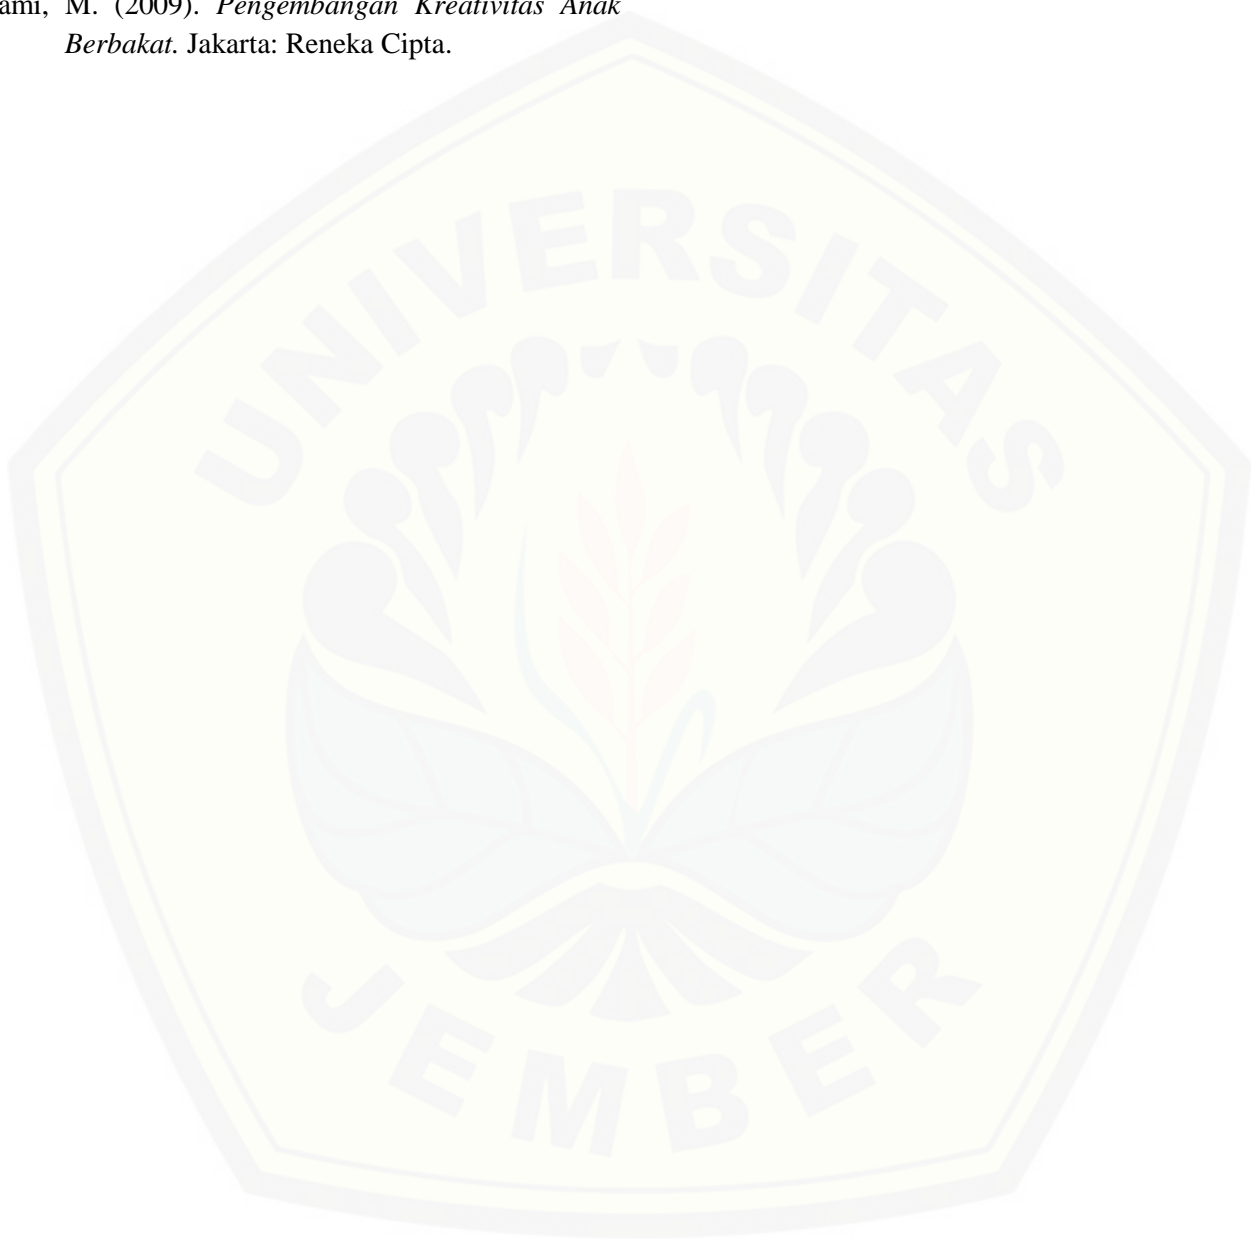 ami, M. (2009). Pengembangan Kreativitas Anak
Berbakat. Jakarta: Reneka Cipta.
UNIVERSITAS
JEMBER